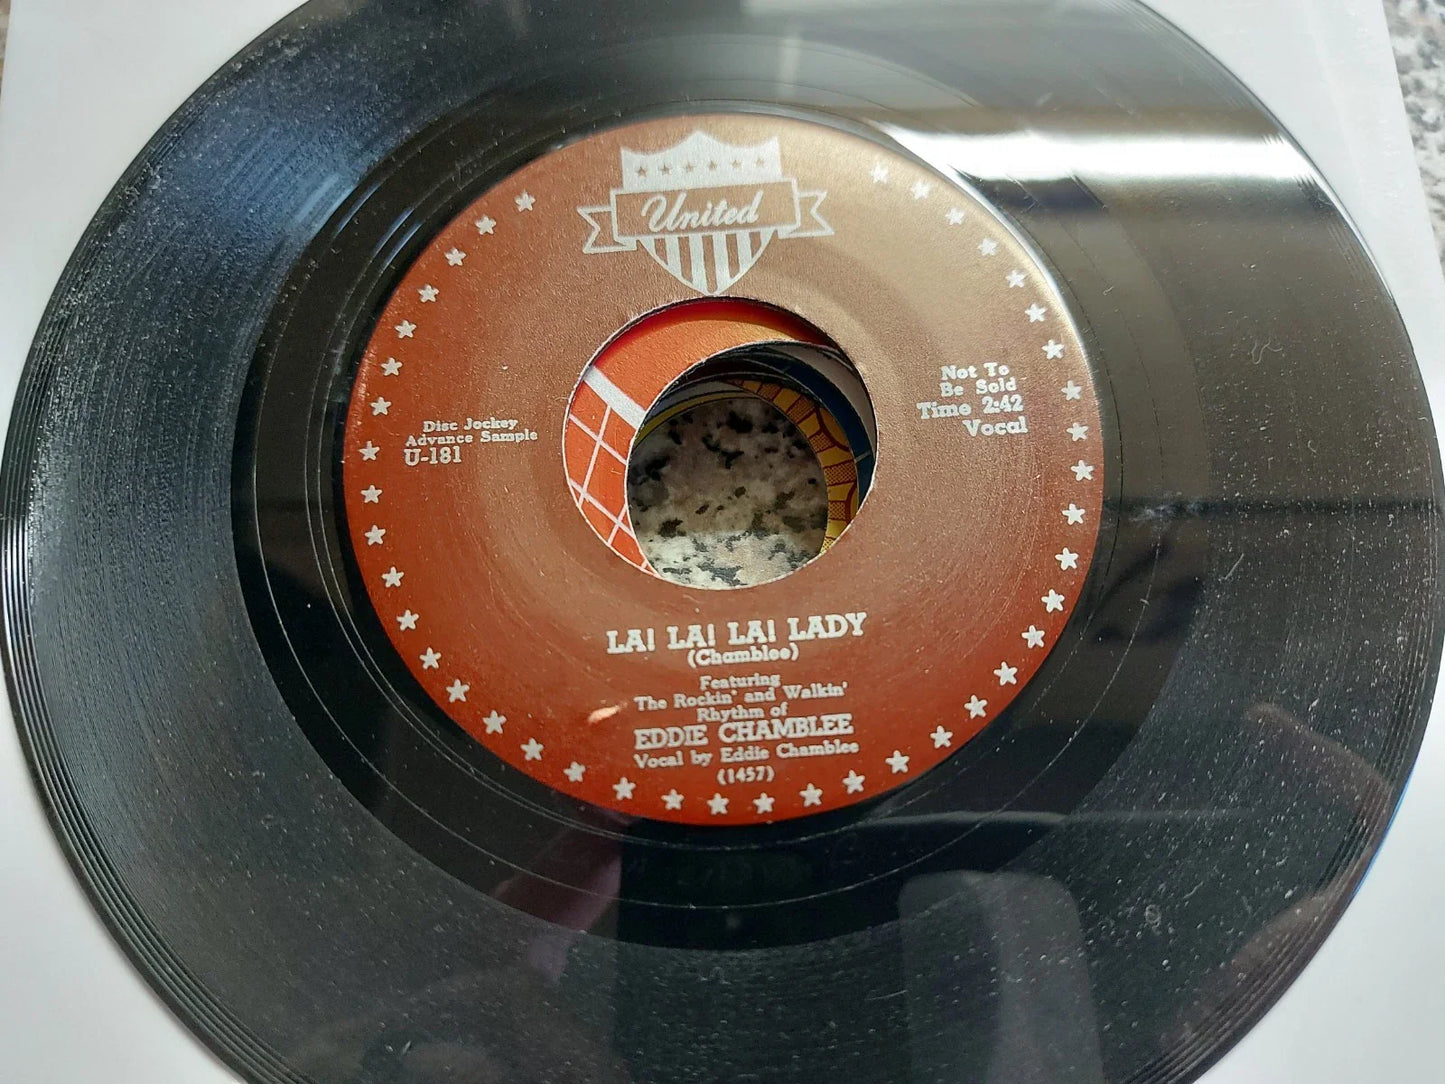 United
Disc Jockey
Advance Sample
U-181
Not To
Be Sold
Time 2:42
Vocal
LA! LA! LA! LADY
(Chamblee)
Featuring
The Rockin' and Walkin'
Rhythm of
EDDIE CHAMBLEE
Vocal by Eddie Chamblee
(1457)